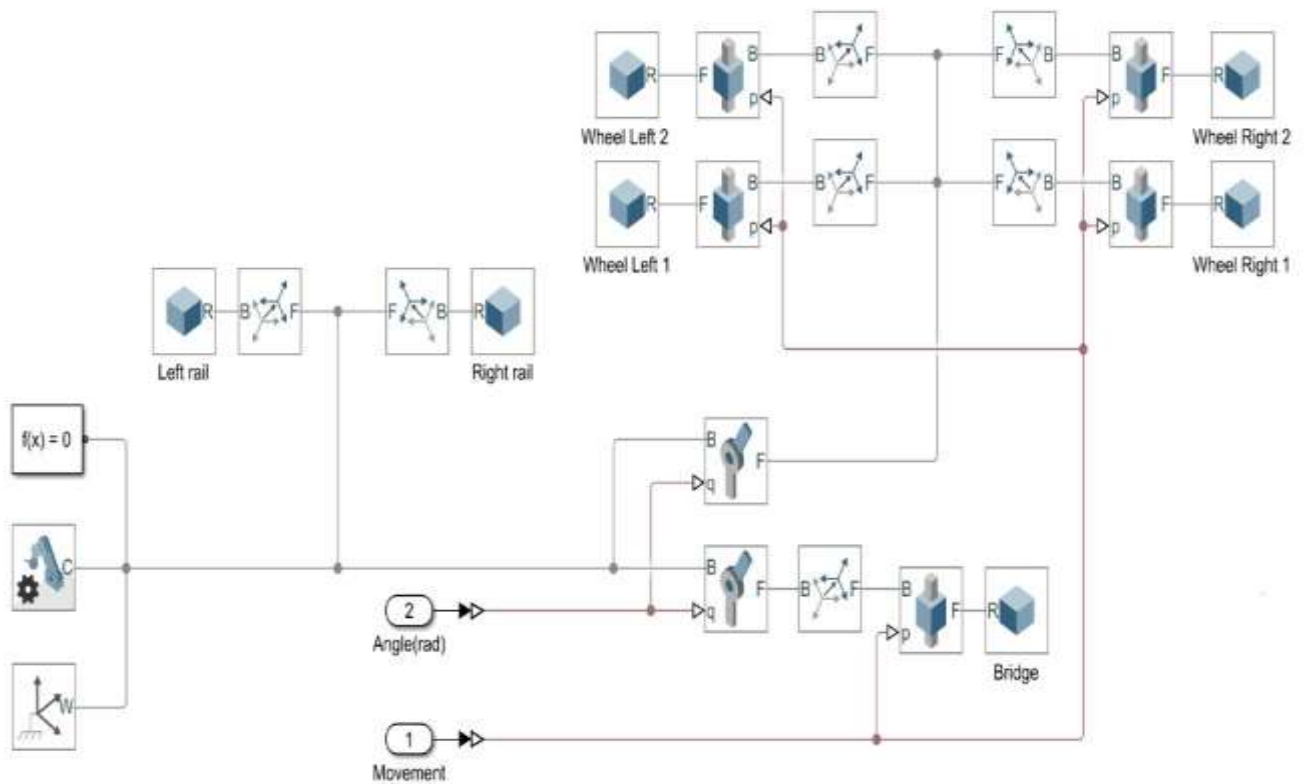 B B F F B B
R F F R
p p
Wheel Left 2 Wheel Right 2
B B F F B B
R F F R
p p
Wheel Left 1 Wheel Right 1
R B F F B R
Left rail Right rail
f(x) = 0 B
F
q
C B F B F B
F R
2 q
Angle(rad) p
Bridge
W
1
Movement